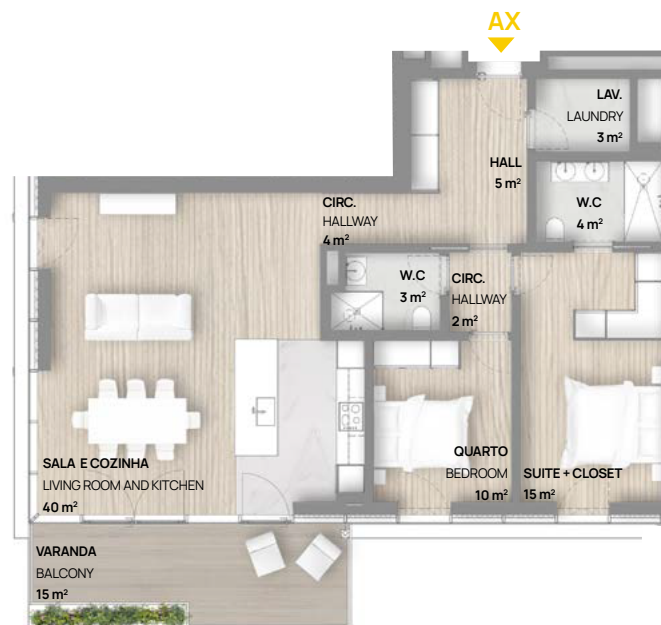 AX
LAV.
LAUNDRY
3 m²
HALL
5 m²
W.C
4 m²
CIRC.
HALLWAY
4 m²
W.C
3 m²
CIRC.
HALLWAY
2 m²
SALA E COZINHA
LIVING ROOM AND KITCHEN
40 m²
QUARTO
BEDROOM
10 m²
SUITE + CLOSET
15 m²
VARANDA
BALCONY
15 m²